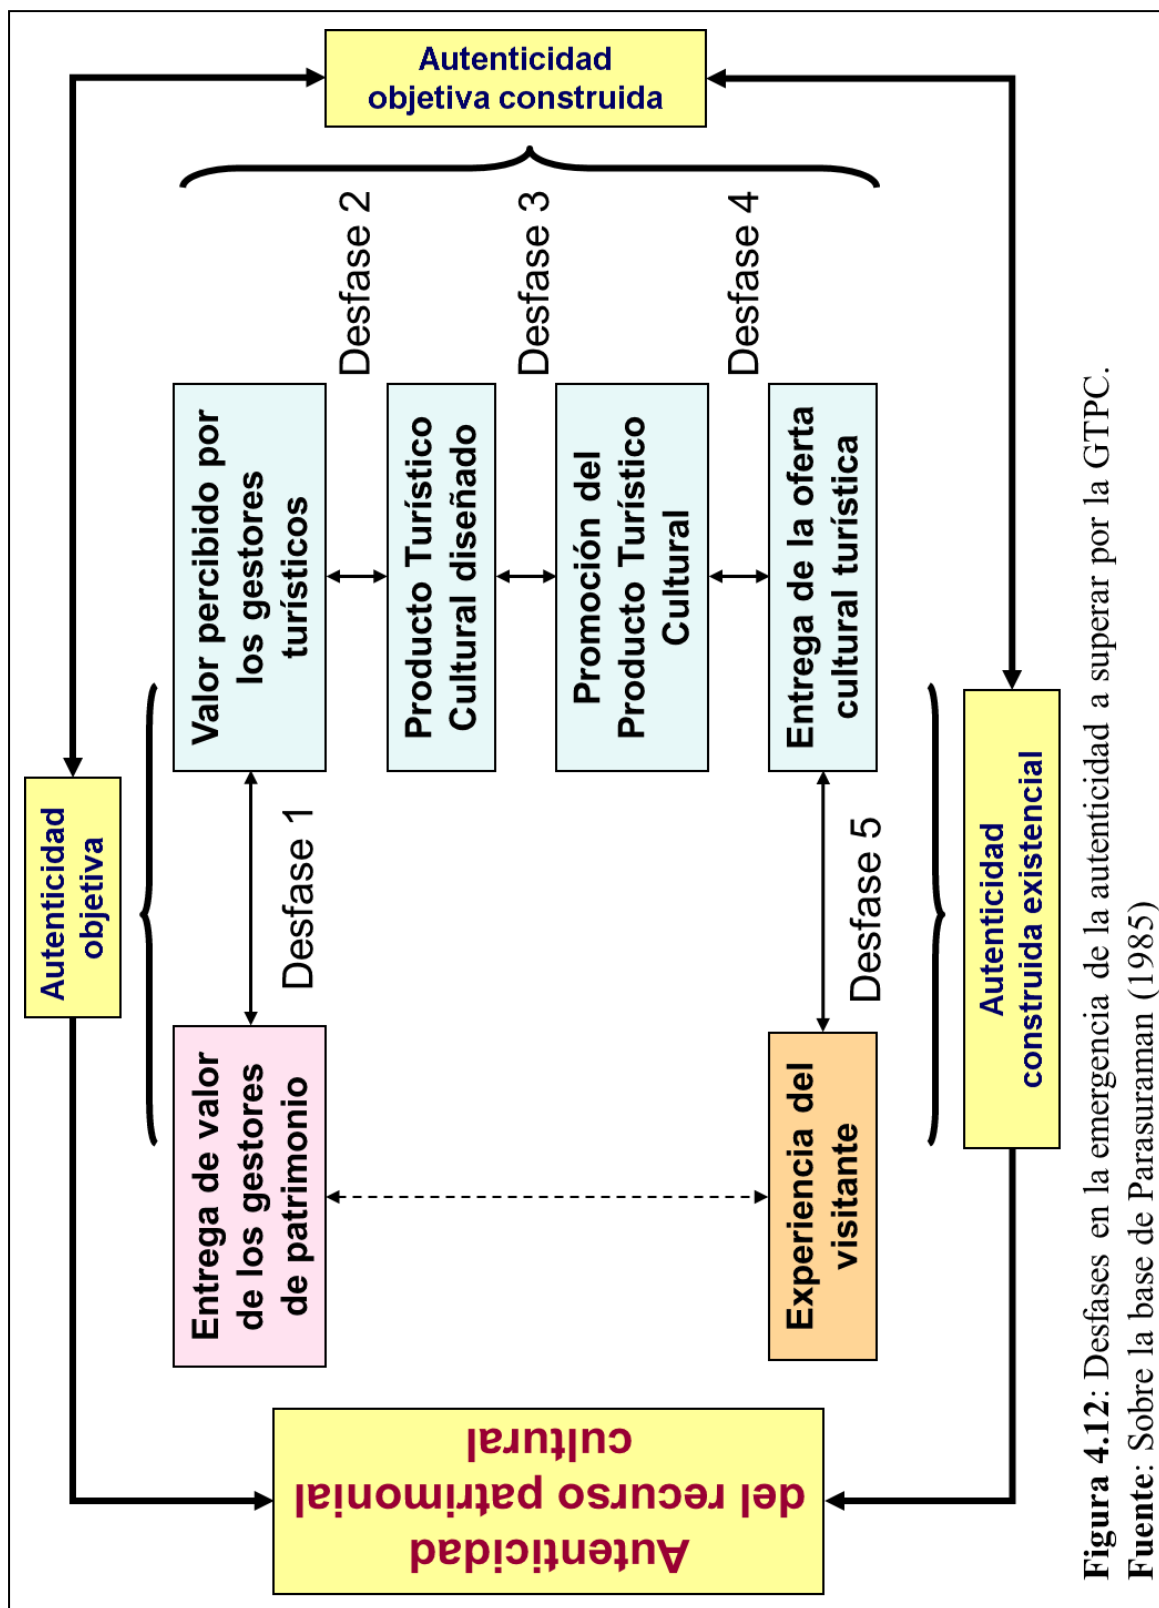 Autenticidad
objetiva construida
Autenticidad
objetiva
Valor percibido por
los gestores
turísticos
Desfase 2
Producto Turístico
Cultural diseñado
Desfase 3
Promoción del
Producto Turístico
Cultural
Desfase 4
Entrega de la oferta
cultural turística
Desfase 1
Desfase 5
Entrega de valor
de los gestores
de patrimonio
Experiencia del
visitante
Autenticidad
construida existencial
Autenticidad
del recurso patrimonial
cultural
Figura 4.12: Desfases en la emergencia de la autenticidad a superar por la GTPC.
Fuente: Sobre la base de Parasuraman (1985)